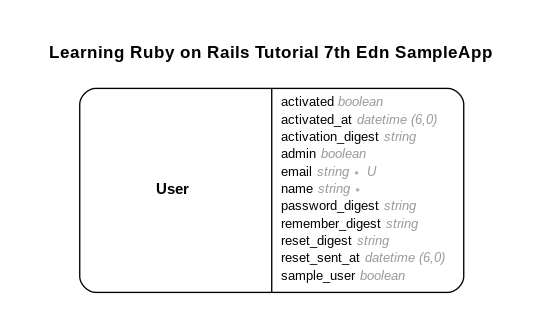 Learning Ruby on Rails Tutorial 7th Edn SampleApp
User
activated boolean
activated_at datetime (6,0)
activation_digest string
admin boolean
email string * U
name string *
password_digest string
remember_digest string
reset_digest string
reset_sent_at datetime (6,0)
sample_user boolean